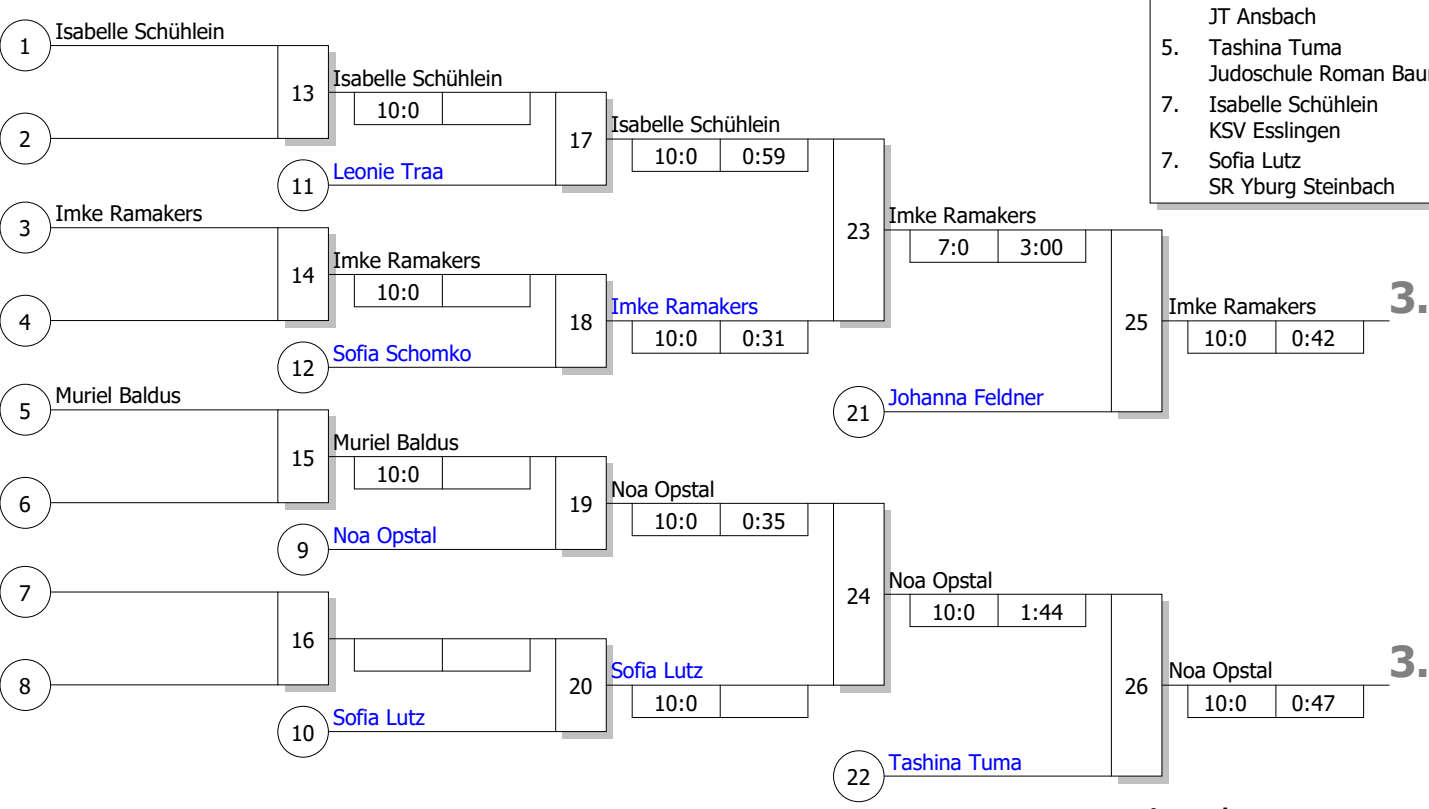 JT Ansbach
5. Tashina Tuma
Judoschule Roman
7. Isabelle Schühlein
KSV Esslingen
7. Sofia Lutz
SR Yburg Steinbach
1 Isabelle Schühlein
2
13 Isabelle Schühlein
10:0
11 Leonie Traa
17 Isabelle Schühlein
10:0 0:59
3 Imke Ramakers
4
14 Imke Ramakers
10:0
12 Sofia Schomko
18 Imke Ramakers
10:0 0:31
23 Imke Ramakers
7:0 3:00
21 Johanna Feldner
25 Imke Ramakers 3.
10:0 0:42
5 Muriel Baldus
6
15 Muriel Baldus
10:0
9 Noa Opstal
19 Noa Opstal
10:0 0:35
7
8
16
10 Sofia Lutz
20 Sofia Lutz
10:0
24 Noa Opstal
10:0 1:44
22 Tashina Tuma
26 Noa Opstal 3.
10:0 0:47